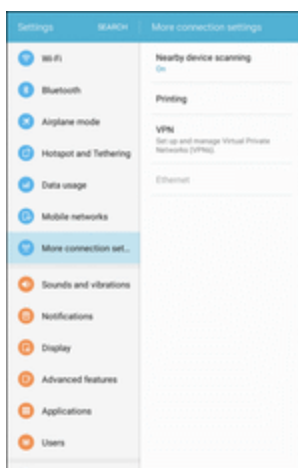 Settings
SEARCH
More connection settings
Wi-Fi
Bluetooth
Airplane mode
Hotspot and Tethering
Data usage
Mobile networks
More connection set...
Sounds and vibrations
Notifications
Display
Advanced features
Applications
Users
Nearby device scanning
On
Printing
VPN
Set up and manage Virtual Private
Networks (VPNs).
Ethernet